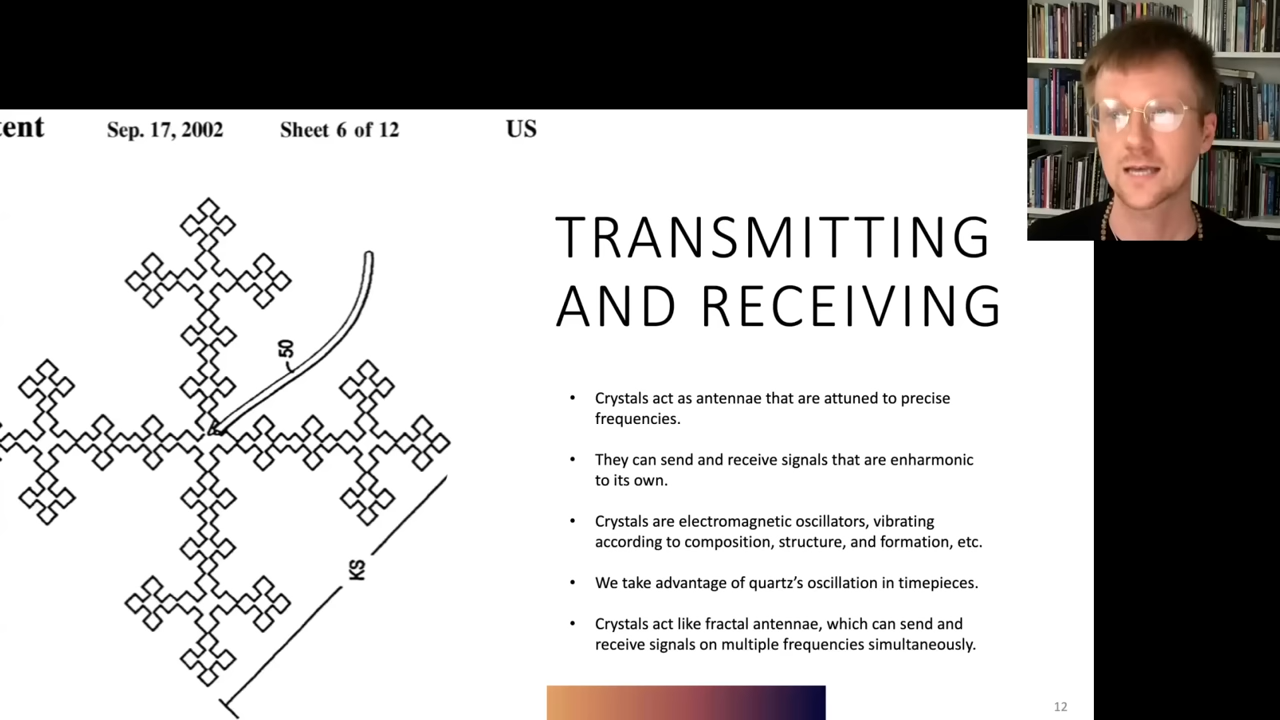 tent Sep. 17, 2002 Sheet 6 of 12 US
50
KS
TRANSMITTING
AND RECEIVING
• Crystals act as antennae that are attuned to precise
frequencies.
• They can send and receive signals that are enharmonic
to its own.
• Crystals are electromagnetic oscillators, vibrating
according to composition, structure, and formation, etc.
• We take advantage of quartz’s oscillation in timepieces.
• Crystals act like fractal antennae, which can send and
receive signals on multiple frequencies simultaneously.
12